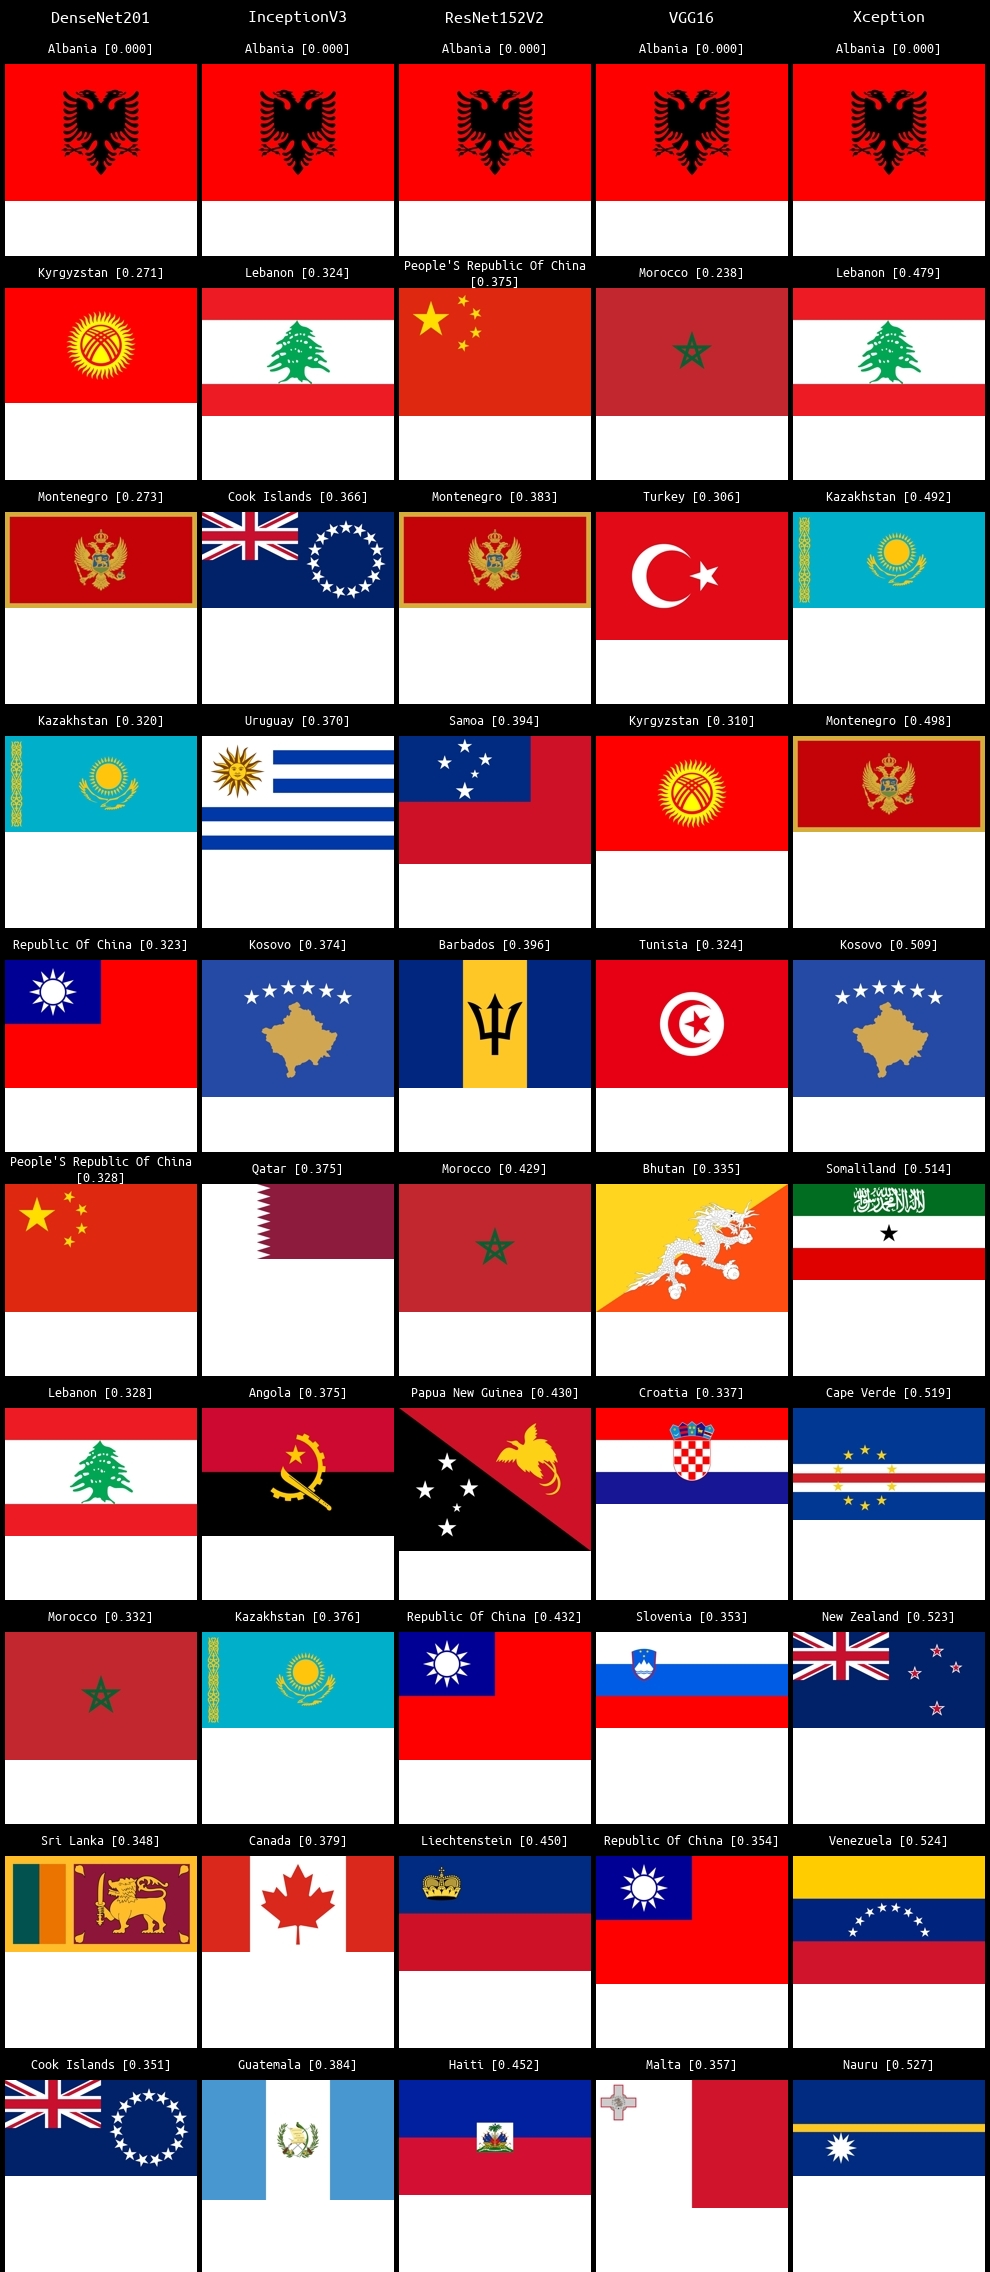 DenseNet201 InceptionV3 ResNet152V2 VGG16 Xception
Albania [0.000] Albania [0.000] Albania [0.000] Albania [0.000] Albania [0.000]
Kyrgyzstan [0.271] Lebanon [0.324] People'S Republic Of China Morocco [0.238] Lebanon [0.479]
[0.375]
Montenegro [0.273] Cook Islands [0.366] Montenegro [0.383] Turkey [0.306] Kazakhstan [0.492]
Kazakhstan [0.320] Uruguay [0.370] Samoa [0.394] Kyrgyzstan [0.310] Montenegro [0.498]
Republic Of China [0.323] Kosovo [0.374] Barbados [0.396] Tunisia [0.324] Kosovo [0.509]
People'S Republic Of China Qatar [0.375] Morocco [0.429] Bhutan [0.335] Somaliland [0.514]
[0.328]
Lebanon [0.328] Angola [0.375] Papua New Guinea [0.430] Croatia [0.337] Cape Verde [0.519]
Morocco [0.332] Kazakhstan [0.376] Republic Of China [0.432] Slovenia [0.353] New Zealand [0.523]
Sri Lanka [0.348] Canada [0.379] Liechtenstein [0.450] Republic Of China [0.354] Venezuela [0.524]
Cook Islands [0.351] Guatemala [0.384] Haiti [0.452] Malta [0.357] Nauru [0.527]